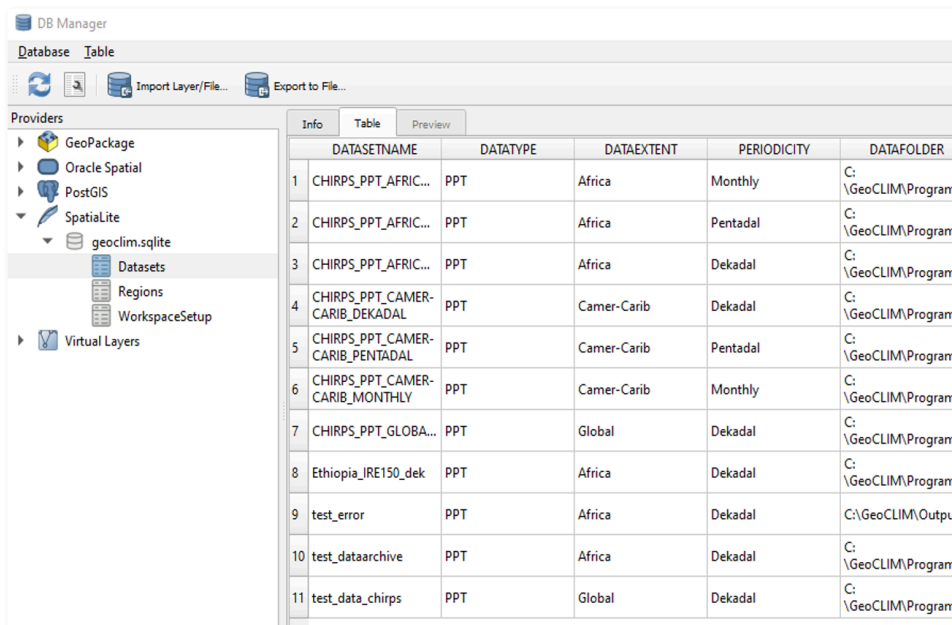 DB Manager
Database Table
Import Layer/File... Export to File...
Providers
GeoPackage
Oracle Spatial
PostGIS
SpatiaLite
geoclim.sqlite
Datasets
Regions
WorkspaceSetup
Virtual Layers
Info Table Preview
DATASETNAME DATATYPE DATAEXTENT PERIODICITY DATAFOLDER
1 CHIRPS_PPT_AFRIC... PPT Africa Monthly C:
\GeoCLIM\Program
2 CHIRPS_PPT_AFRIC... PPT Africa Pentadal C:
\GeoCLIM\Program
3 CHIRPS_PPT_AFRIC... PPT Africa Dekadal C:
\GeoCLIM\Program
4 CHIRPS_PPT_CAMER-
CARIB_DEKADAL PPT Camer-Carib Dekadal C:
\GeoCLIM\Program
5 CHIRPS_PPT_CAMER-
CARIB_PENTADAL PPT Camer-Carib Pentadal C:
\GeoCLIM\Program
6 CHIRPS_PPT_CAMER-
CARIB_MONTHLY PPT Camer-Carib Monthly C:
\GeoCLIM\Program
7 CHIRPS_PPT_GLOBA... PPT Global Dekadal C:
\GeoCLIM\Program
8 Ethiopia_IRE150_dek PPT Africa Dekadal C:
\GeoCLIM\Program
9 test_error PPT Africa Dekadal C:\GeoCLIM\Outpu
10 test_dataarchive PPT Africa Dekadal C:
\GeoCLIM\Program
11 test_data_chirps PPT Global Dekadal C:
\GeoCLIM\Program